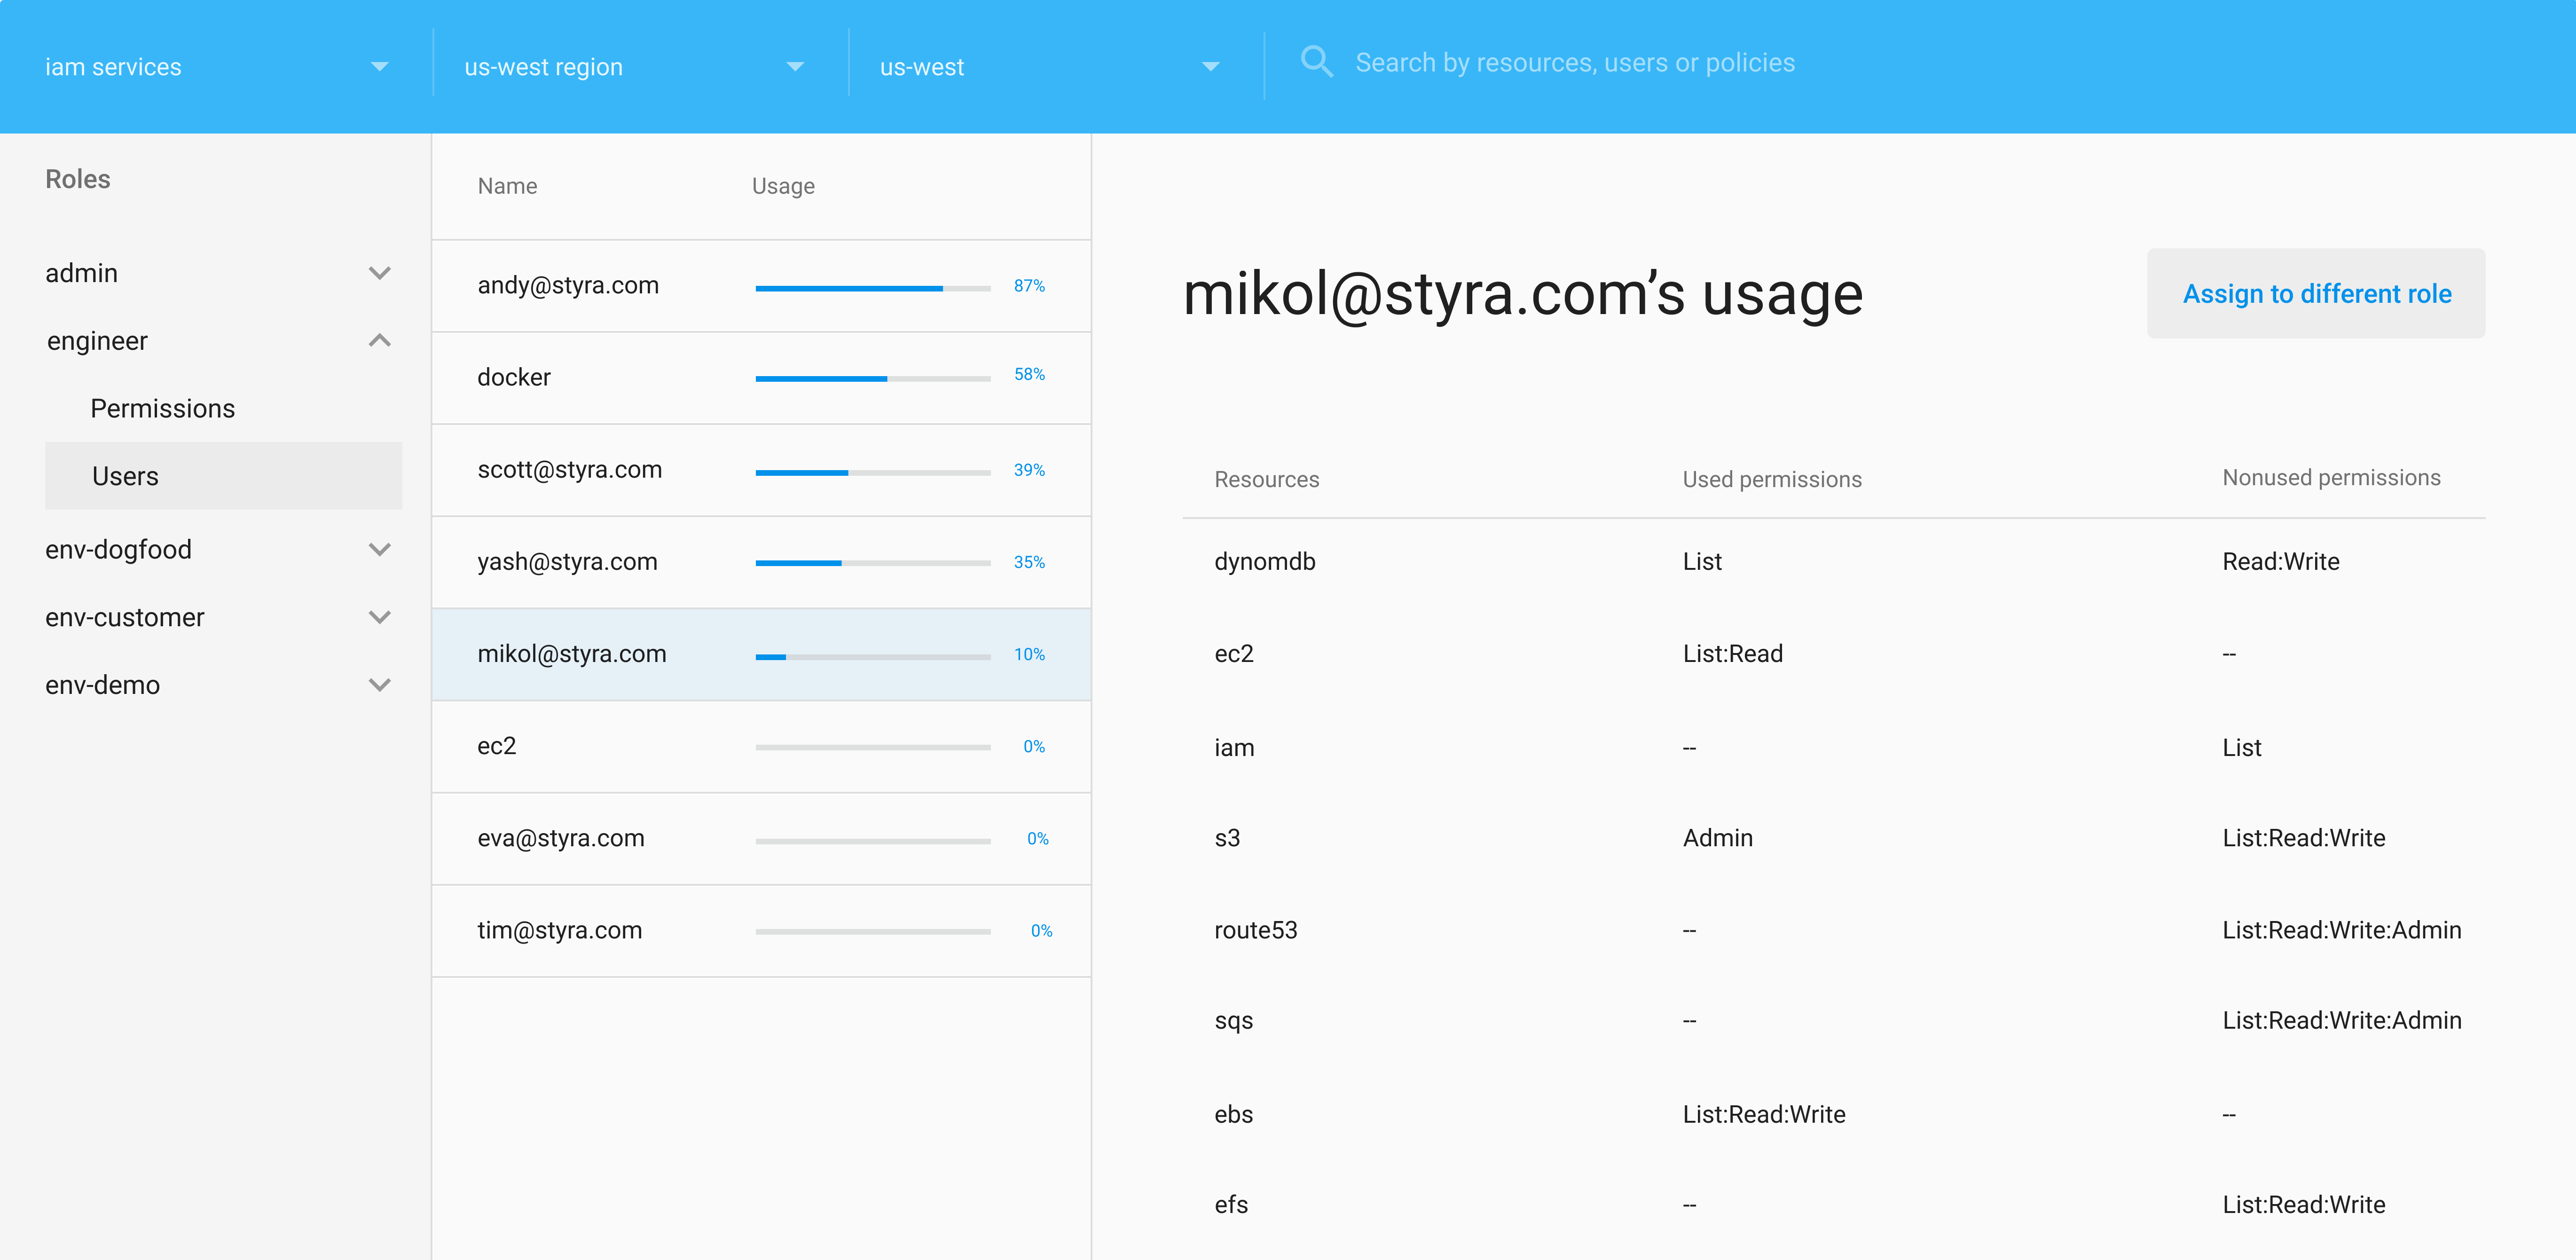 iam services
us-west region
us-west
Search by resources, users or policies
Roles
admin
engineer
Permissions
Users
env-dogfood
env-customer
env-demo
Name Usage
andy@styra.com 87%
docker 58%
scott@styra.com 39%
yash@styra.com 35%
mikol@styra.com 10%
ec2 0%
eva@styra.com 0%
tim@styra.com 0%
mikol@styra.com’s usage
Assign to different role
Resources Used permissions Nonused permissions
dynomdb List Read:Write
ec2 List:Read --
iam -- List
s3 Admin List:Read:Write
route53 -- List:Read:Write:Admin
sqs -- List:Read:Write:Admin
ebs List:Read:Write --
efs -- List:Read:Write